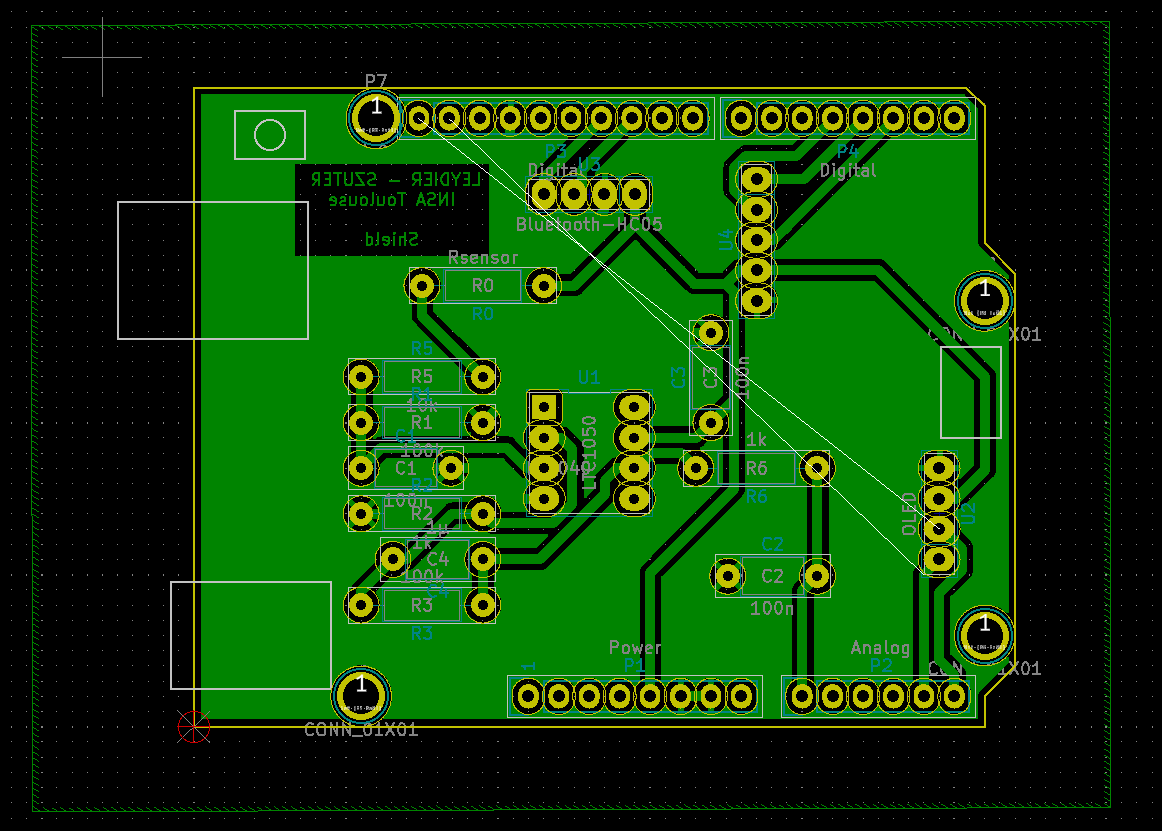 P7
1
P3
Digital
U3
P4
Digital
LEYDIER - SZUTER
INSA Toulouse
Shield
Bluetooth-HC05
U4
Rsensor
R0
R0
1
X01
R5
R5
U1
C3
C3
100n
10k
R1
C1
1k
100k
C1
R6
R6
LTC1050
R2
100n
R2
OLED
U2
1µ
1k
C4
C2
C2
100k
100n
R3
R3
1
Power
Analog
1
P1
P2
1X01
1
CONN_01X01